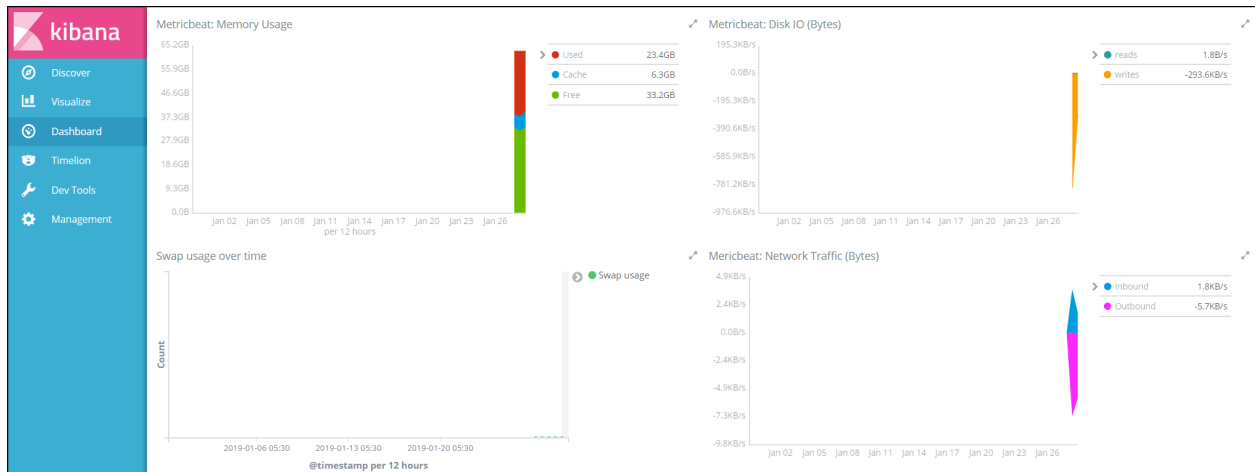 kibana
Discover
Visualize
Dashboard
Timelion
Dev Tools
Management
Metricbeat: Memory Usage
65.2GB
55.9GB
46.6GB
37.3GB
27.9GB
18.6GB
9.3GB
0.0B
Jan 02 Jan 05 Jan 08 Jan 11 Jan 14 Jan 17 Jan 20 Jan 23 Jan 26
per 12 hours
Used 23.4GB
Cache 6.3GB
Free 33.2GB
Metricbeat: Disk IO (Bytes)
195.3KB/s
0.0B/s
-195.3KB/s
-390.6KB/s
-585.9KB/s
-781.2KB/s
-976.6KB/s
Jan 02 Jan 05 Jan 08 Jan 11 Jan 14 Jan 17 Jan 20 Jan 23 Jan 26
reads 1.8B/s
writes -293.6KB/s
Swap usage over time
Count
2019-01-06 05:30 2019-01-13 05:30 2019-01-20 05:30
@timestamp per 12 hours
Swap usage
Mericbeat: Network Traffic (Bytes)
4.9KB/s
2.4KB/s
0.0B/s
-2.4KB/s
-4.9KB/s
-7.3KB/s
-9.8KB/s
Jan 02 Jan 05 Jan 08 Jan 11 Jan 14 Jan 17 Jan 20 Jan 23 Jan 26
Inbound 1.8KB/s
Outbound -5.7KB/s